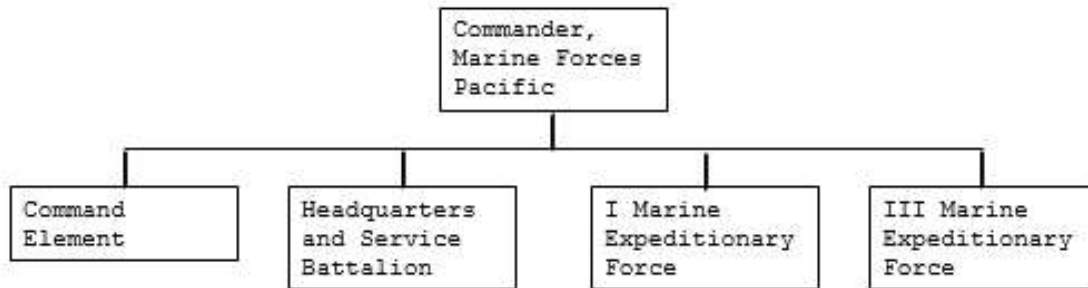 Commander,
Marine Forces
Pacific
Command
Element
Headquarters
and Service
Battalion
I Marine
Expeditionary
Force
III Marine
Expeditionary
Force